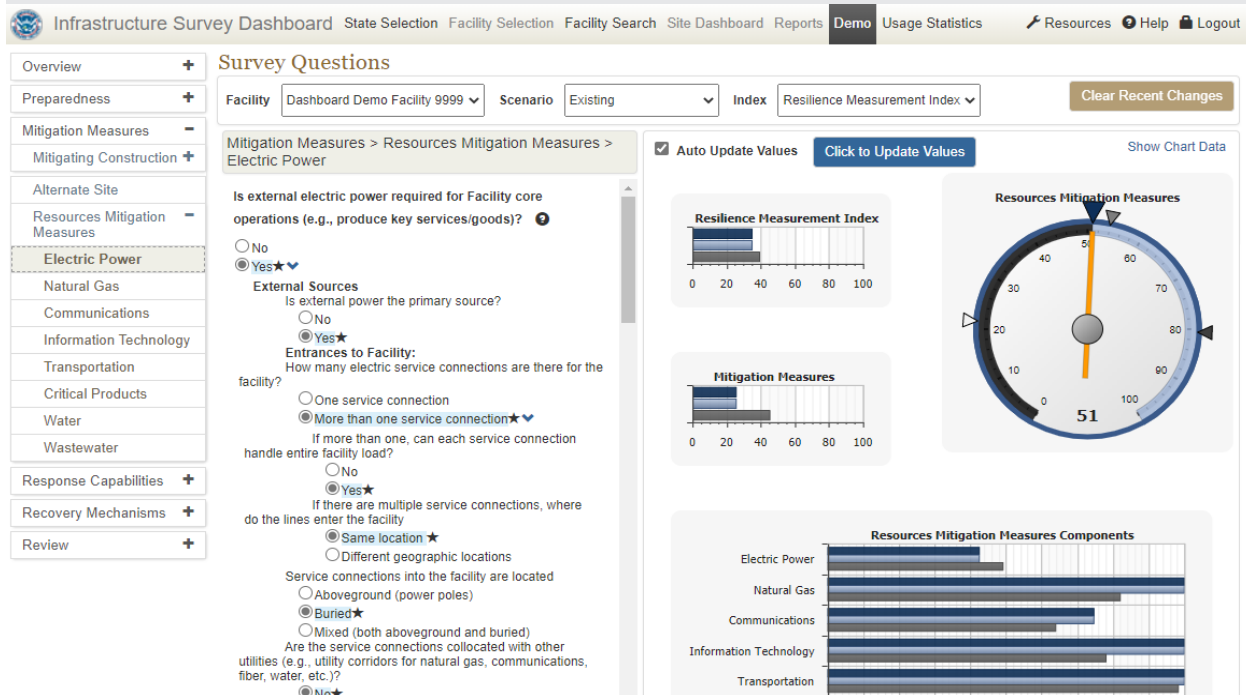 Infrastructure Survey Dashboard State Selection Facility Selection Facility Search Site Dashboard Reports Demo Usage Statistics Resources Help Logout
Overview
Preparedness
Mitigation Measures
Mitigating Construction
Alternate Site
Resources Mitigation
Measures
Electric Power
Natural Gas
Communications
Information Technology
Transportation
Critical Products
Water
Wastewater
Response Capabilities
Recovery Mechanisms
Review
Survey Questions
Facility Dashboard Demo Facility 9999 Scenario Existing Index Resilience Measurement Index Clear Recent Changes
Mitigation Measures > Resources Mitigation Measures >
Electric Power
Is external electric power required for Facility core
operations (e.g., produce key services/goods)?
No
Yes
External Sources
Is external power the primary source?
No
Yes
Entrances to Facility:
How many electric service connections are there for the
facility?
One service connection
More than one service connection
If more than one, can each service connection
handle entire facility load?
No
Yes
If there are multiple service connections, where
do the lines enter the facility
Same location
Different geographic locations
Service connections into the facility are located
Aboveground (power poles)
Buried
Mixed (both aboveground and buried)
Are the service connections collocated with other
utilities (e.g., utility corridors for natural gas, communications,
fiber, water, etc.)?
No
Auto Update Values Click to Update Values Show Chart Data
Resilience Measurement Index
0 20 40 60 80 100
Mitigation Measures
0 20 40 60 80 100
Resources Mitigation Measures
0 10 20 30 40 50 60 70 80 90 100
51
Resources Mitigation Measures Components
Electric Power
Natural Gas
Communications
Information Technology
Transportation